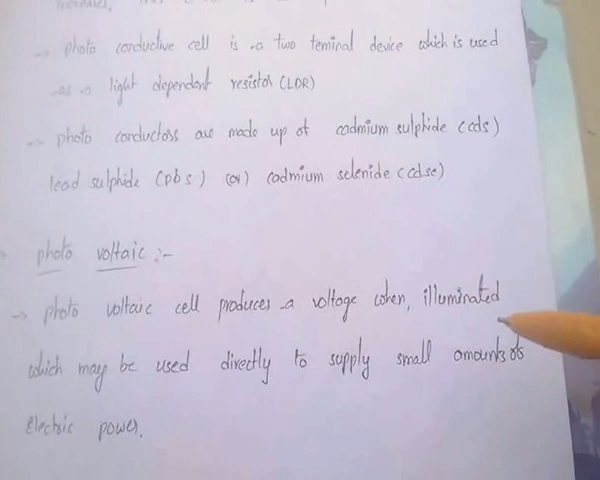 → photo conductive cell is a two teminal device which is used
as a light dependant resistor (LDR)
→ photo conductors are made up of cadmium sulphide (cds)
lead sulphide (pbs) (or) cadmium selenide (cdse)
photo voltaic :-
→ photo voltaic cell produces a voltage when, illuminated
which may be used directly to supply small amounts of
Electric power.